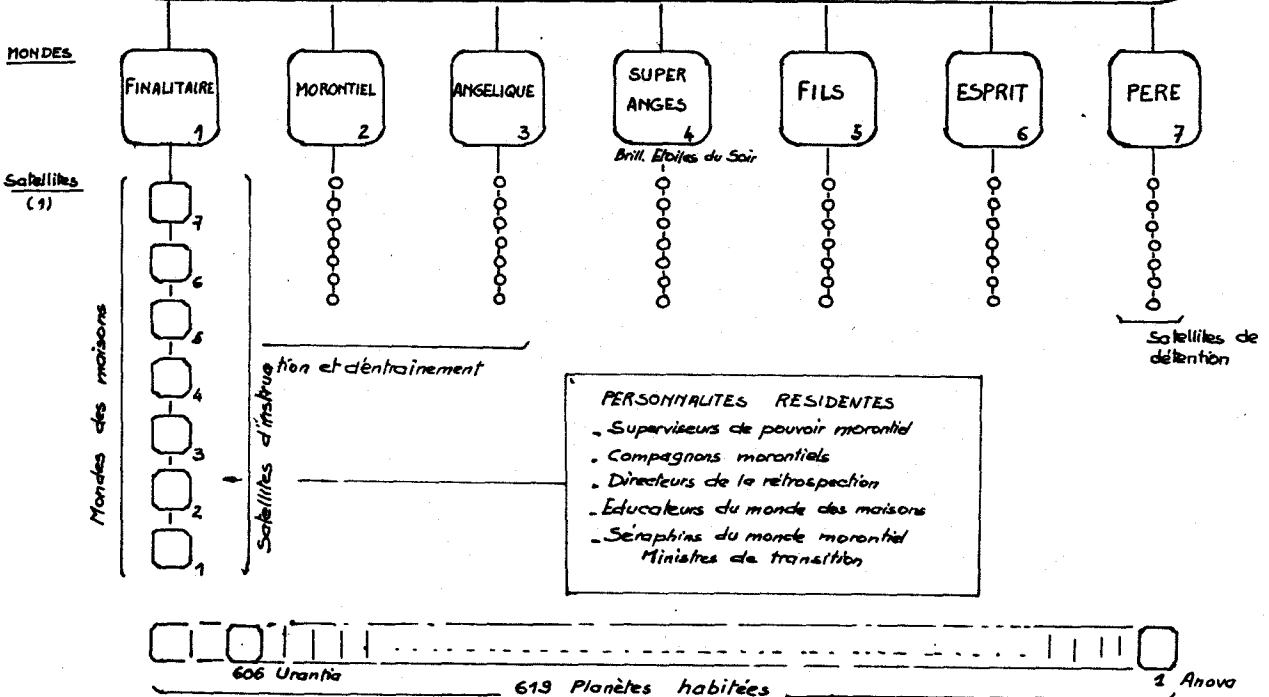 MONDES
FINALITAIRE
1
MORONTIEL
2
ANGELIQUE
3
SUPER
ANGES
4
FILS
5
ESPRIT
6
PERE
7
Brill. Etoiles du Soir
Satellites
(1)
7
6
5
4
3
2
1
Mondes des maisons
Satellites d'instruc
tion et d'entrainement
Satellites de
détention
PERSONNALITES RESIDENTES
- Superviseurs de pouvoir morontiel
. Compagnons morontiels
. Directeurs de la rétrospection
- Educateurs du monde des maisons
- Séraphins du monde morontiel
Ministres de transition
606 Urantia
1 Anova
619 Planètes habitées